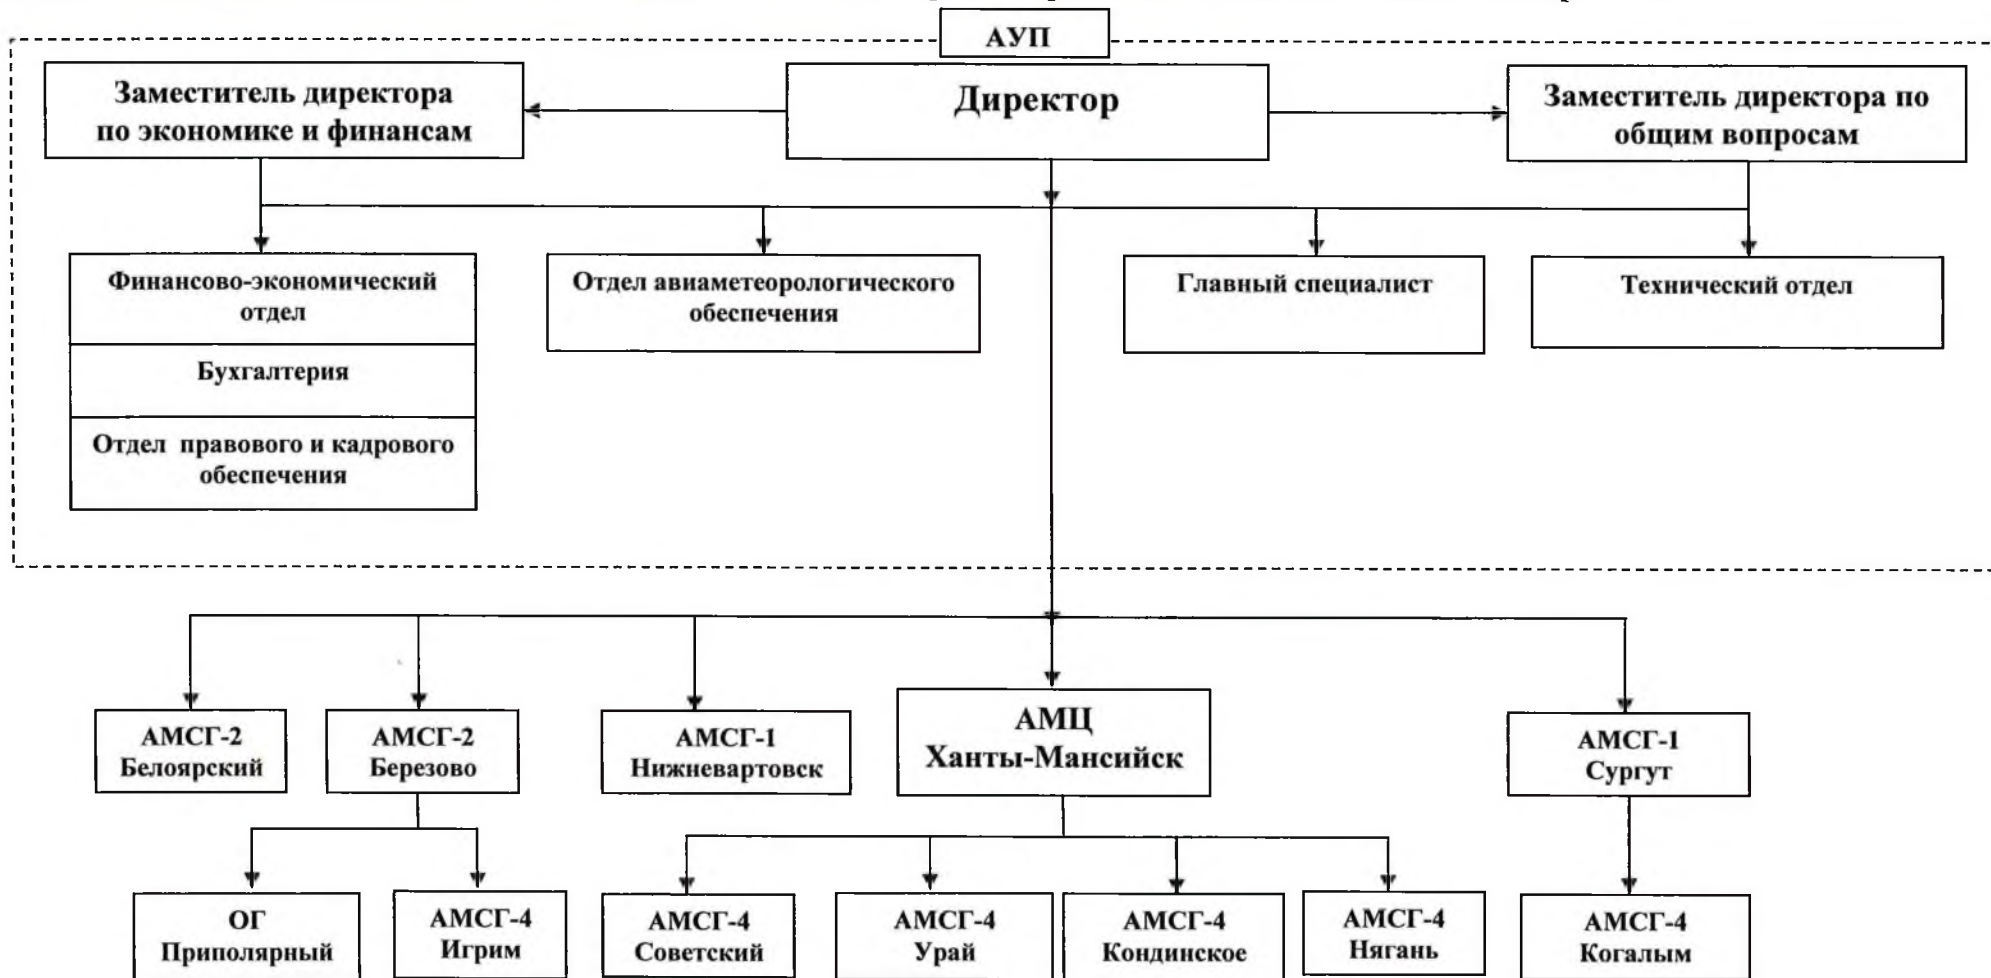 АУП
Заместитель директора
по экономике и финансам
Директор
Заместитель директора по
общим вопросам
Финансово-экономический
отдел
Бухгалтерия
Отдел правового и кадрового
обеспечения
Отдел авиаметеорологического
обеспечения
Главный специалист
Технический отдел
АМСГ-2
Белоярский
АМСГ-2
Березово
АМСГ-1
Нижневартовск
АМЦ
Ханты-Мансийск
АМСГ-1
Сургут
ОГ
Приполярный
АМСГ-4
Игрим
АМСГ-4
Советский
АМСГ-4
Урай
АМСГ-4
Кондинское
АМСГ-4
Нягань
АМСГ-4
Когалым